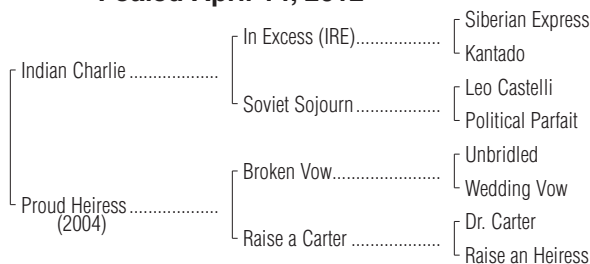 Foaled April 14, 2012
Siberian Express
In Excess (IRE)
Kantado
Indian Charlie
Leo Castelli
Soviet Sojourn
Political Parfait
Unbridled
Broken Vow
Wedding Vow
Proud Heiress
(2004)
Dr. Carter
Raise a Carter
Raise an Heiress